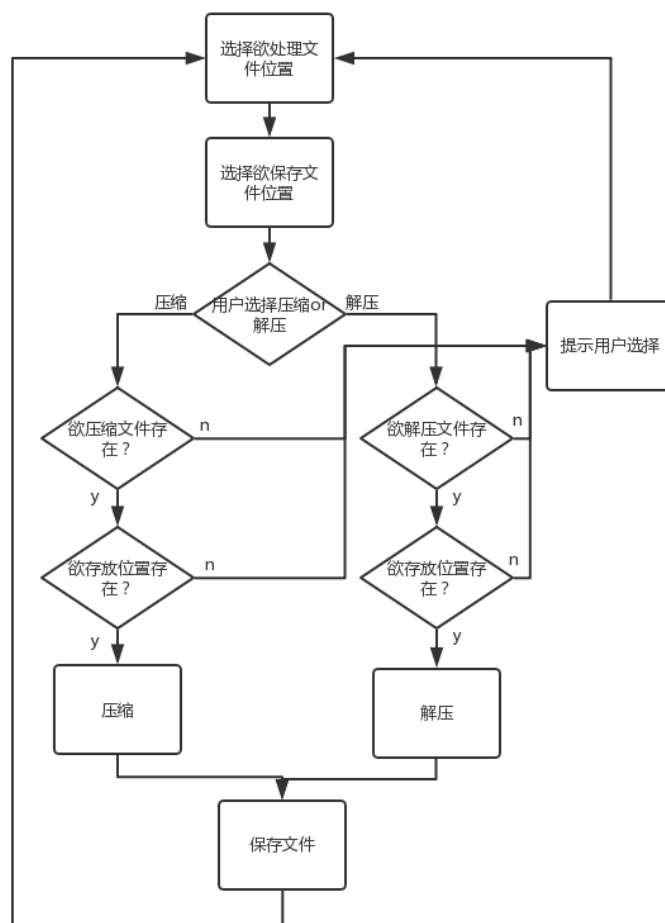 选择欲处理文
件位置
选择欲保存文
件位置
压缩
用户选择压缩or
解压
解压
提示用户选择
欲压缩文件存
在？
n
欲解压文件存
在？
n
y
y
欲存放位置存
在？
n
欲存放位置存
在？
n
y
y
压缩
解压
保存文件